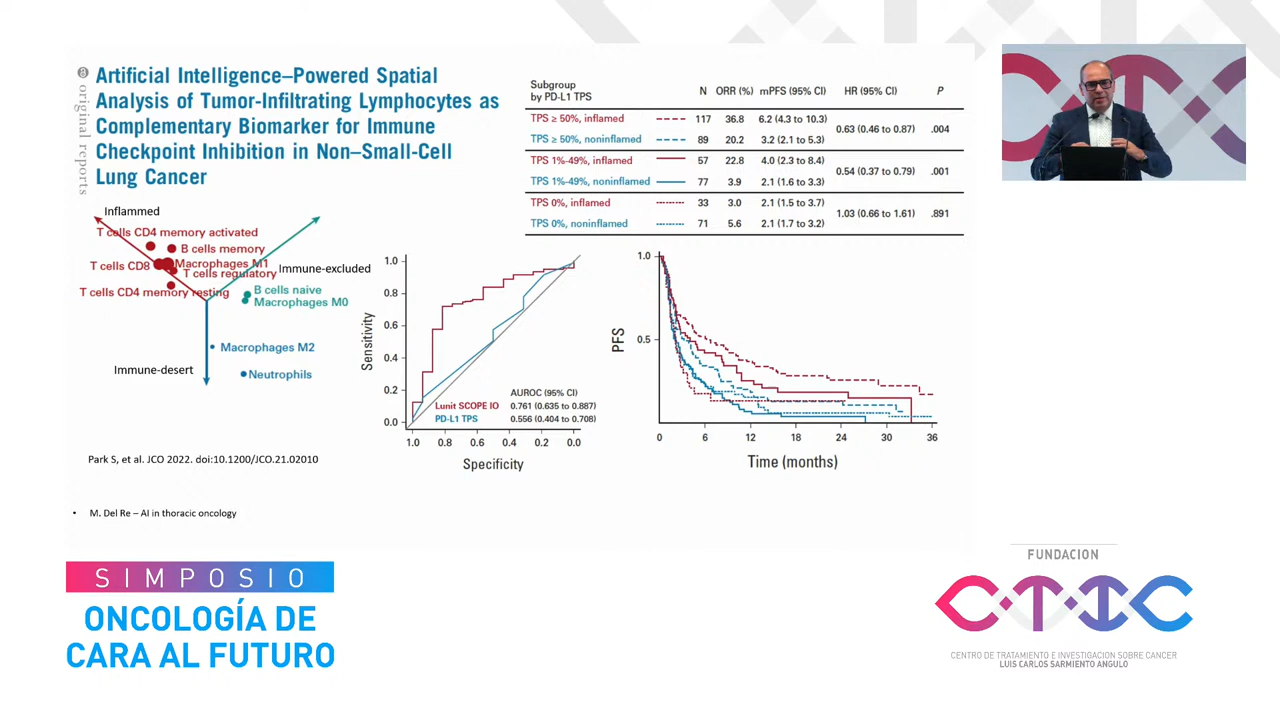 original reports
Artificial Intelligence–Powered Spatial
Analysis of Tumor-Infiltrating Lymphocytes as
Complementary Biomarker for Immune
Checkpoint Inhibition in Non–Small-Cell
Lung Cancer
Subgroup
by PD-L1 TPS N ORR (%) mPFS (95% CI) HR (95% CI) P
TPS ≥ 50%, inflamed 117 36.8 6.2 (4.3 to 10.3)
0.63 (0.46 to 0.87) .004
TPS ≥ 50%, noninflamed 89 20.2 3.2 (2.1 to 5.3)
TPS 1%-49%, inflamed 57 22.8 4.0 (2.3 to 8.4)
0.54 (0.37 to 0.79) .001
TPS 1%-49%, noninflamed 77 3.9 2.1 (1.6 to 3.3)
TPS 0%, inflamed 33 3.0 2.1 (1.5 to 3.7)
1.03 (0.66 to 1.61) .891
TPS 0%, noninflamed 71 5.6 2.1 (1.7 to 3.2)
Inflammed
T cells CD4 memory activated
B cells memory
T cells CD8
Macrophages M1
T cells regulatory
Immune-excluded
T cells CD4 memory resting
B cells naive
Macrophages M0
Macrophages M2
Immune-desert
Neutrophils
Sensitivity
1.0
0.8
0.6
0.4
0.2
0.0
AUROC (95% CI)
Lunit SCOPE IO 0.761 (0.635 to 0.887)
PD-L1 TPS 0.556 (0.404 to 0.708)
1.0 0.8 0.6 0.4 0.2 0.0
Specificity
PFS
1.0
0.5
0 6 12 18 24 30 36
Time (months)
Park S, et al. JCO 2022. doi:10.1200/JCO.21.02010
• M. Del Re – AI in thoracic oncology
SIMPOSIO
ONCOLOGÍA DE
CARA AL FUTURO
FUNDACION
CTIC
CENTRO DE TRATAMIENTO E INVESTIGACION SOBRE CANCER
LUIS CARLOS SARMIENTO ANGULO